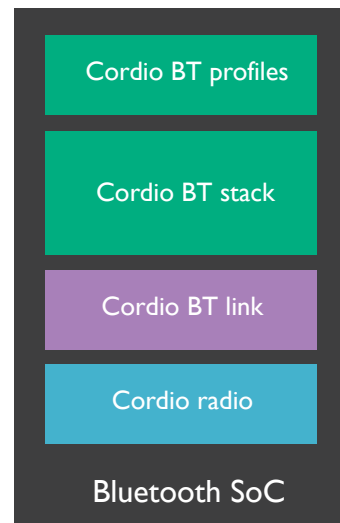 Cordio BT profiles
Cordio BT stack
Cordio BT link
Cordio radio
Bluetooth SoC